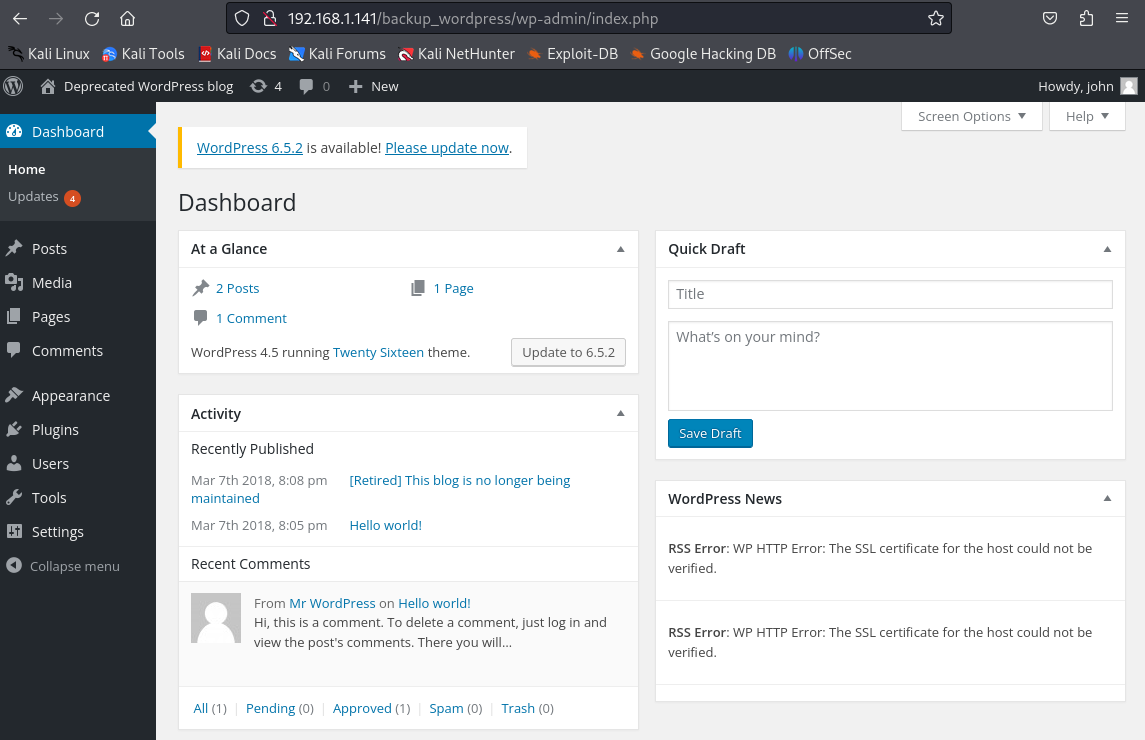 192.168.1.141/backup_wordpress/wp-admin/index.php
Kali Linux Kali Tools Kali Docs Kali Forums Kali NetHunter Exploit-DB Google Hacking DB OffSec
Deprecated WordPress blog 4 0 New Howdy, john
Screen Options Help
Dashboard
Home
Updates 4
Posts
Media
Pages
Comments
Appearance
Plugins
Users
Tools
Settings
Collapse menu
WordPress 6.5.2 is available! Please update now.
Dashboard
At a Glance
2 Posts 1 Page
1 Comment
WordPress 4.5 running Twenty Sixteen theme. Update to 6.5.2
Activity
Recently Published
Mar 7th 2018, 8:08 pm [Retired] This blog is no longer being
maintained
Mar 7th 2018, 8:05 pm Hello world!
Recent Comments
From Mr WordPress on Hello world!
Hi, this is a comment. To delete a comment, just log in and
view the post's comments. There you will…
All (1) | Pending (0) | Approved (1) | Spam (0) | Trash (0)
Quick Draft
Title
What's on your mind?
Save Draft
WordPress News
RSS Error: WP HTTP Error: The SSL certificate for the host could not be
verified.
RSS Error: WP HTTP Error: The SSL certificate for the host could not be
verified.